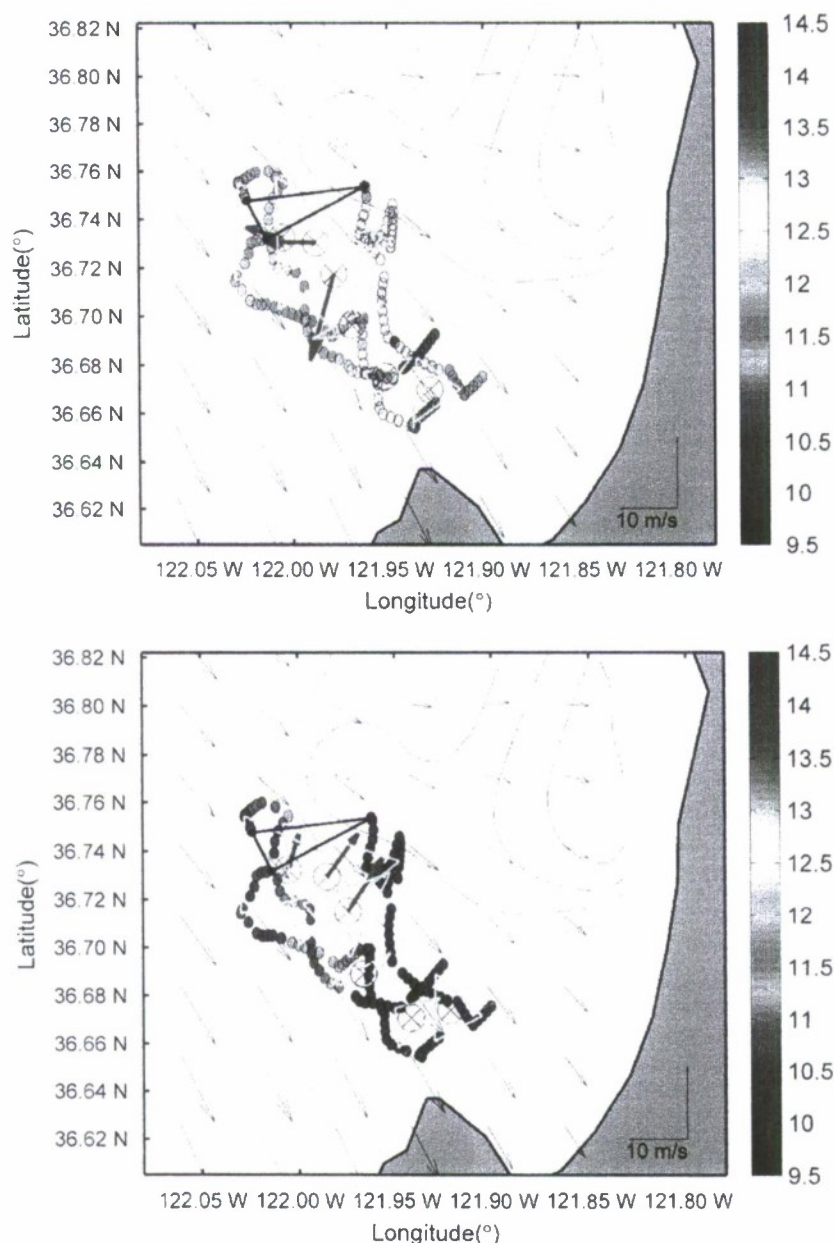 36.82 N
36.80 N
36.78 N
36.76 N
36.74 N
36.72 N
36.70 N
36.68 N
36.66 N
36.64 N
36.62 N
Latitude(°)
122.05 W 122.00 W 121.95 W 121.90 W 121.85 W 121.80 W
Longitude(°)
10 m/s
14.5
14
13.5
13
12.5
12
11.5
11
10.5
10
9.5
36.82 N
36.80 N
36.78 N
36.76 N
36.74 N
36.72 N
36.70 N
36.68 N
36.66 N
36.64 N
36.62 N
Latitude(°)
122.05 W 122.00 W 121.95 W 121.90 W 121.85 W 121.80 W
Longitude(°)
10 m/s
14.5
14
13.5
13
12.5
12
11.5
11
10.5
10
9.5